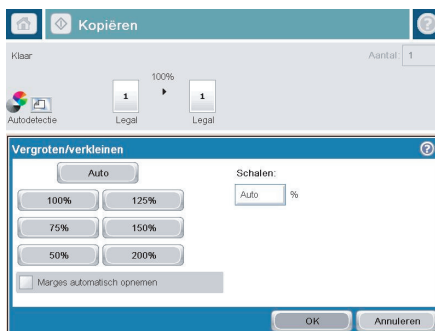 Kopiëren
Klaar
Aantal: 1
100%
1 1
Autodetectie Legal Legal
Vergroten/verkleinen
Auto Schalen:
100% 125% Auto %
75% 150%
50% 200%
Marges automatisch opnemen
OK Annuleren